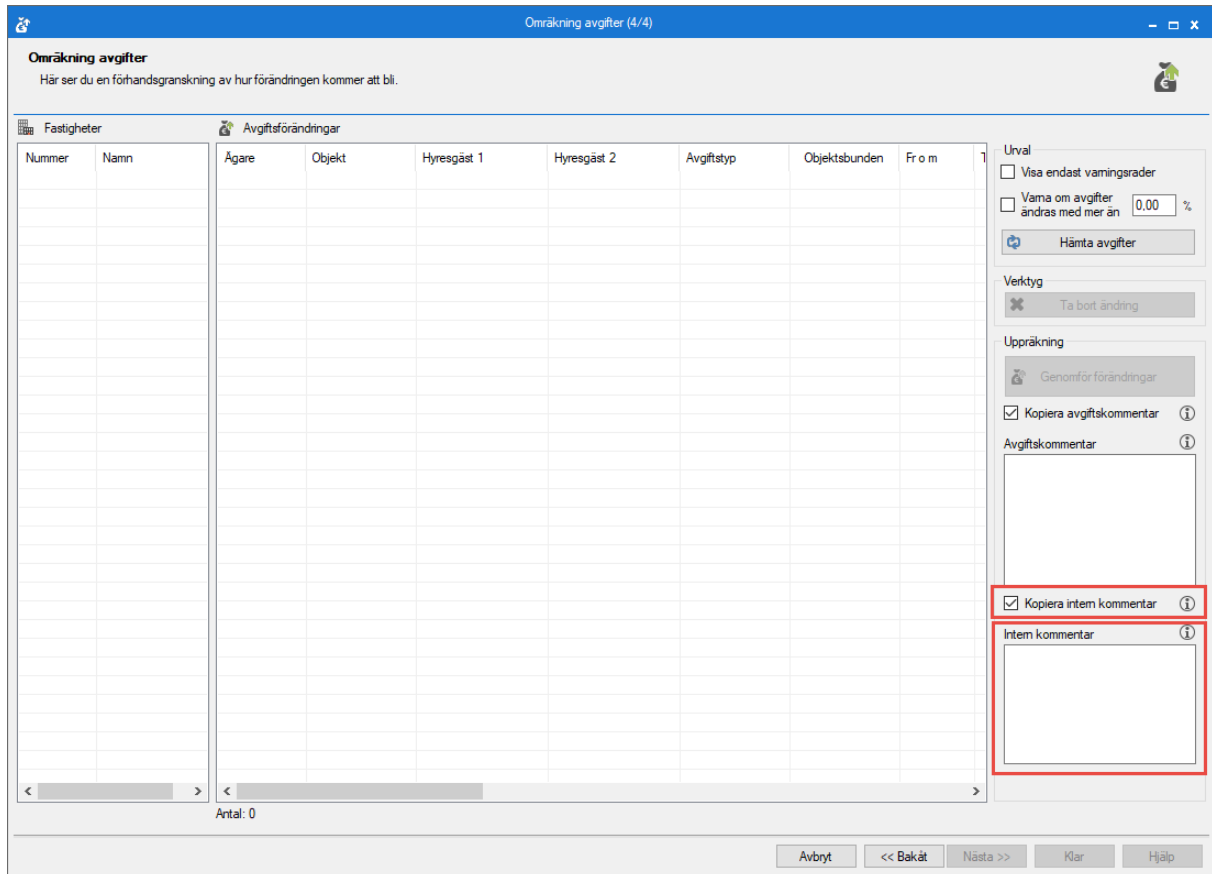 Omräkning avgifter (4/4)
Omräkning avgifter
Här ser du en förhandsgranskning av hur förändringen kommer att bli.
Fastigheter
Avgiftsförändringar
Nummer Namn
Ägare Objekt Hyresgäst 1 Hyresgäst 2 Avgiftstyp Objektsbunden Fr o m
Urval
Visa endast varningsrader
Varna om avgifter
ändras med mer än 0,00 %
Hämta avgifter
Verktyg
Ta bort ändring
Uppräkning
Genomför förändringar
Kopiera avgiftskommentar
Avgiftskommentar
Kopiera intern kommentar
Intern kommentar
Antal: 0
Avbryt << Bakåt Nästa >> Klar Hjälp